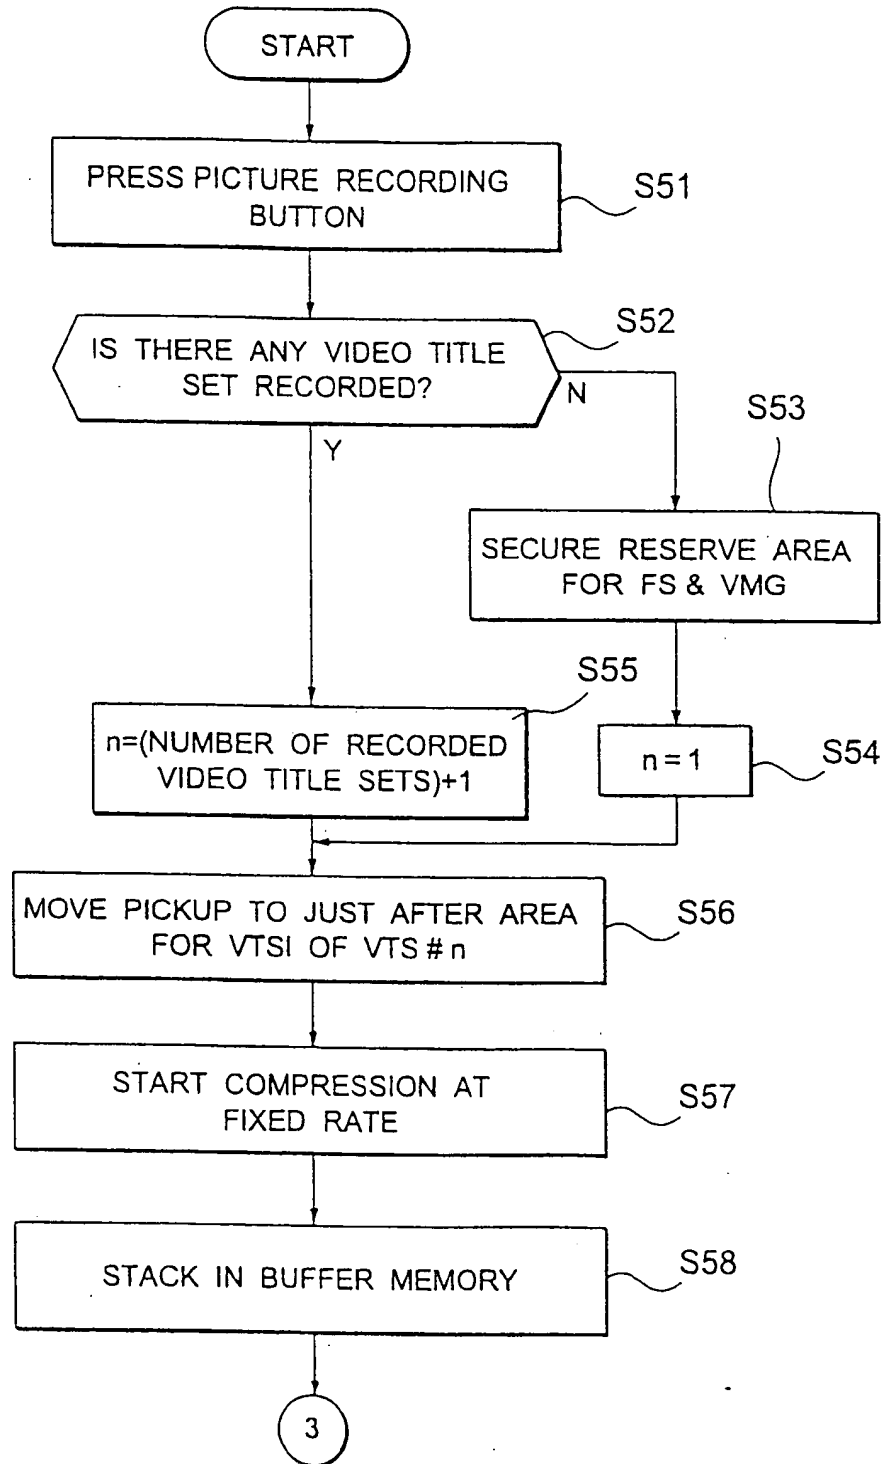 START
PRESS PICTURE RECORDING
BUTTON
S51
IS THERE ANY VIDEO TITLE
SET RECORDED?
S52
N
Y
S53
SECURE RESERVE AREA
FOR FS & VMG
S55
n=(NUMBER OF RECORDED
VIDEO TITLE SETS)+1
n = 1
S54
MOVE PICKUP TO JUST AFTER AREA
FOR VTSI OF VTS # n
S56
START COMPRESSION AT
FIXED RATE
S57
STACK IN BUFFER MEMORY
S58
3